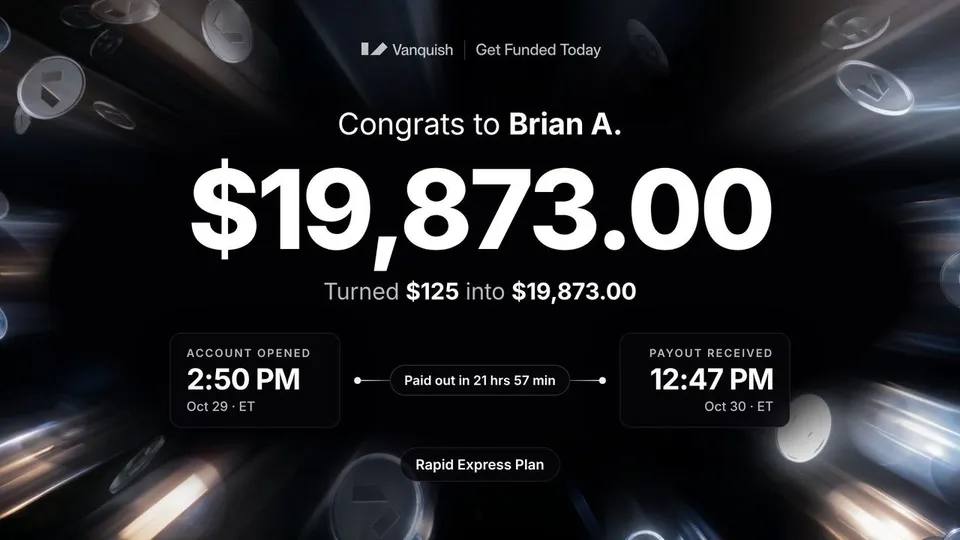 Vanquish | Get Funded Today
Congrats to Brian A.
$19,873.00
Turned $125 into $19,873.00
ACCOUNT OPENED
2:50 PM
Oct 29 · ET
Paid out in 21 hrs 57 min
PAYOUT RECEIVED
12:47 PM
Oct 30 · ET
Rapid Express Plan